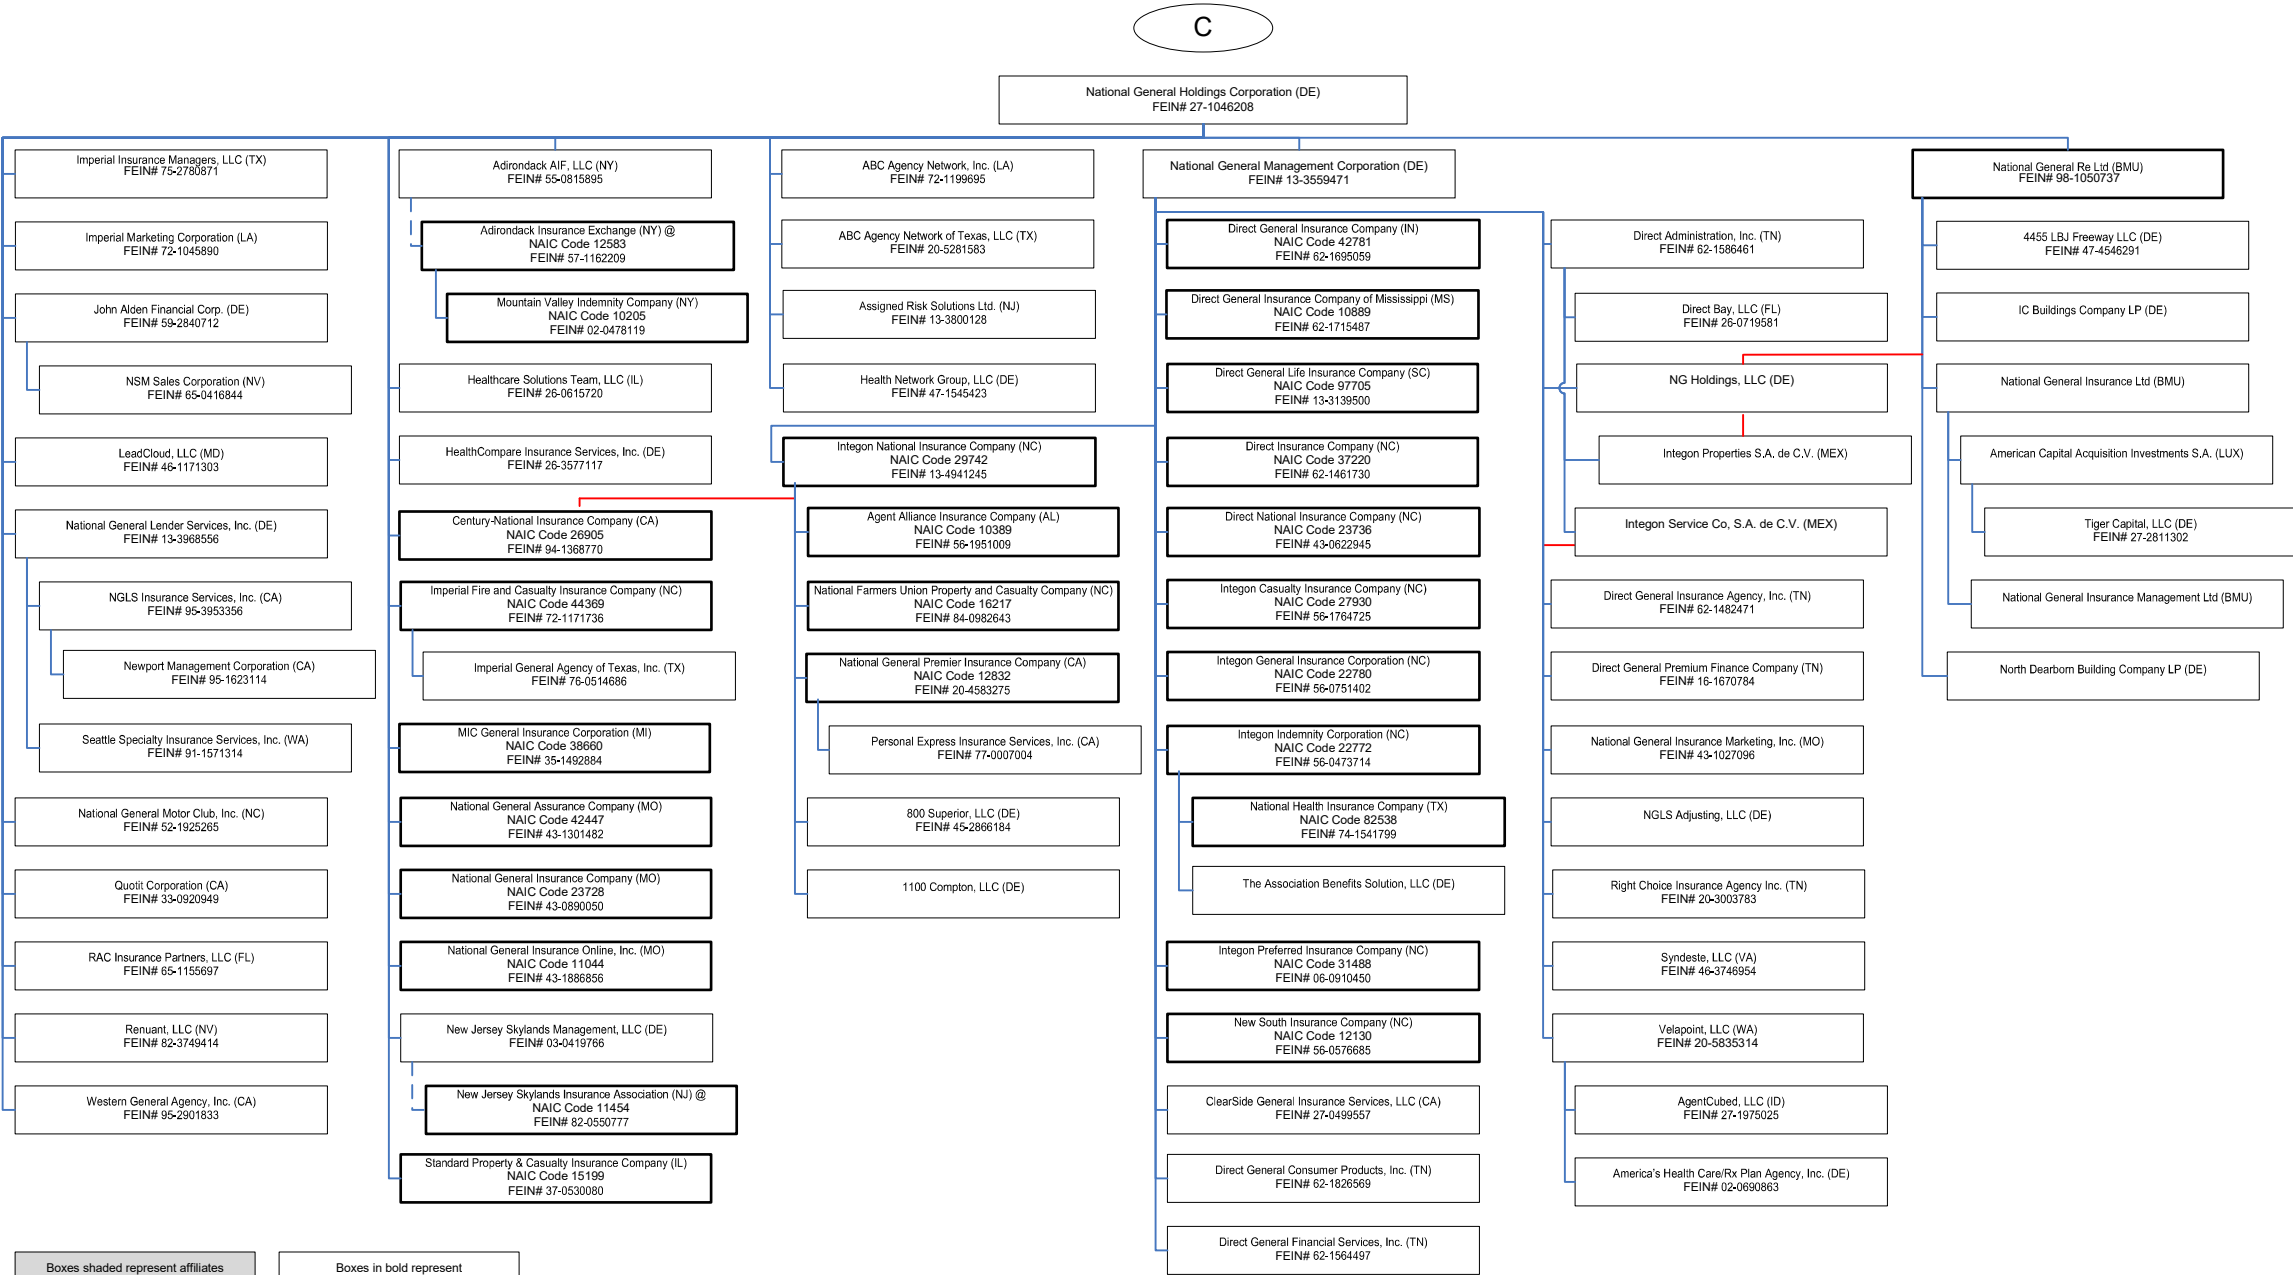 C
National General Holdings Corporation (DE)
FEIN# 27-1046208
Imperial Insurance Managers, LLC (TX)
FEIN# 75-2780871
Imperial Marketing Corporation (LA)
FEIN# 72-1045890
John Alden Financial Corp. (DE)
FEIN# 59-2840712
NSM Sales Corporation (NV)
FEIN# 65-0416844
LeadCloud, LLC (MD)
FEIN# 46-1171303
National General Lender Services, Inc. (DE)
FEIN# 13-3968556
NGLS Insurance Services, Inc. (CA)
FEIN# 95-3953356
Newport Management Corporation (CA)
FEIN# 95-1623114
Seattle Specialty Insurance Services, Inc. (WA)
FEIN# 91-1571314
National General Motor Club, Inc. (NC)
FEIN# 52-1925265
Quotit Corporation (CA)
FEIN# 33-0920949
RAC Insurance Partners, LLC (FL)
FEIN# 65-1155697
Renuant, LLC (NV)
FEIN# 82-3749414
Western General Agency, Inc. (CA)
FEIN# 95-2901833
Adirondack AIF, LLC (NY)
FEIN# 55-0815895
Adirondack Insurance Exchange (NY) @
NAIC Code 12583
FEIN# 57-1162209
Mountain Valley Indemnity Company (NY)
NAIC Code 10205
FEIN# 02-0478119
Healthcare Solutions Team, LLC (IL)
FEIN# 26-0615720
HealthCompare Insurance Services, Inc. (DE)
FEIN# 26-3577117
Century-National Insurance Company (CA)
NAIC Code 26905
FEIN# 94-1368770
Imperial Fire and Casualty Insurance Company (NC)
NAIC Code 44369
FEIN# 72-1171736
Imperial General Agency of Texas, Inc. (TX)
FEIN# 76-0514686
MIC General Insurance Corporation (MI)
NAIC Code 38660
FEIN# 35-1492884
National General Assurance Company (MO)
NAIC Code 42447
FEIN# 43-1301482
National General Insurance Company (MO)
NAIC Code 23728
FEIN# 43-0890050
National General Insurance Online, Inc. (MO)
NAIC Code 11044
FEIN# 43-1886856
New Jersey Skylands Management, LLC (DE)
FEIN# 03-0419766
New Jersey Skylands Insurance Association (NJ) @
NAIC Code 11454
FEIN# 82-0550777
Standard Property & Casualty Insurance Company (IL)
NAIC Code 15199
FEIN# 37-0530080
ABC Agency Network, Inc. (LA)
FEIN# 72-1199695
ABC Agency Network of Texas, LLC (TX)
FEIN# 20-5281583
Assigned Risk Solutions Ltd. (NJ)
FEIN# 13-3800128
Health Network Group, LLC (DE)
FEIN# 47-1545423
Integon National Insurance Company (NC)
NAIC Code 29742
FEIN# 13-4941245
Agent Alliance Insurance Company (AL)
NAIC Code 10389
FEIN# 56-1951009
National Farmers Union Property and Casualty Company (NC)
NAIC Code 16217
FEIN# 84-0982643
National General Premier Insurance Company (CA)
NAIC Code 12832
FEIN# 20-4583275
Personal Express Insurance Services, Inc. (CA)
FEIN# 77-0007004
800 Superior, LLC (DE)
FEIN# 45-2866184
1100 Compton, LLC (DE)
National General Management Corporation (DE)
FEIN# 13-3559471
Direct General Insurance Company (IN)
NAIC Code 42781
FEIN# 62-1695059
Direct General Insurance Company of Mississippi (MS)
NAIC Code 10889
FEIN# 62-1715487
Direct General Life Insurance Company (SC)
NAIC Code 97705
FEIN# 13-3139500
Direct Insurance Company (NC)
NAIC Code 37220
FEIN# 62-1461730
Direct National Insurance Company (NC)
NAIC Code 23736
FEIN# 43-0622945
Integon Casualty Insurance Company (NC)
NAIC Code 27930
FEIN# 56-1764725
Integon General Insurance Corporation (NC)
NAIC Code 22780
FEIN# 56-0751402
Integon Indemnity Corporation (NC)
NAIC Code 22772
FEIN# 56-0473714
National Health Insurance Company (TX)
NAIC Code 82538
FEIN# 74-1541799
The Association Benefits Solution, LLC (DE)
Integon Preferred Insurance Company (NC)
NAIC Code 31488
FEIN# 06-0910450
New South Insurance Company (NC)
NAIC Code 12130
FEIN# 56-0576685
ClearSide General Insurance Services, LLC (CA)
FEIN# 27-0499557
Direct General Consumer Products, Inc. (TN)
FEIN# 62-1826569
Direct General Financial Services, Inc. (TN)
FEIN# 62-1564497
Direct Administration, Inc. (TN)
FEIN# 62-1586461
Direct Bay, LLC (FL)
FEIN# 26-0719581
NG Holdings, LLC (DE)
Integon Properties S.A. de C.V. (MEX)
Integon Service Co, S.A. de C.V. (MEX)
Direct General Insurance Agency, Inc. (TN)
FEIN# 62-1482471
Direct General Premium Finance Company (TN)
FEIN# 16-1670784
National General Insurance Marketing, Inc. (MO)
FEIN# 43-1027096
NGLS Adjusting, LLC (DE)
Right Choice Insurance Agency Inc. (TN)
FEIN# 20-3003783
Syndeste, LLC (VA)
FEIN# 46-3746954
Velapoint, LLC (WA)
FEIN# 20-5835314
AgentCubed, LLC (ID)
FEIN# 27-1975025
America's Health Care/Rx Plan Agency, Inc. (DE)
FEIN# 02-0690863
National General Re Ltd (BMU)
FEIN# 98-1050737
4455 LBJ Freeway LLC (DE)
FEIN# 47-4546291
IC Buildings Company LP (DE)
National General Insurance Ltd (BMU)
American Capital Acquisition Investments S.A. (LUX)
Tiger Capital, LLC (DE)
FEIN# 27-2811302
National General Insurance Management Ltd (BMU)
North Dearborn Building Company LP (DE)
Boxes shaded represent affiliates
Boxes in bold represent